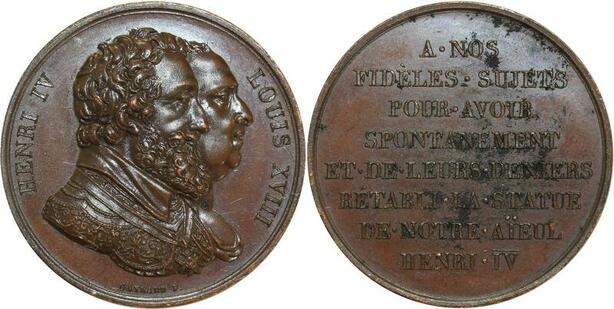 HENRI IV
LOUIS XVIII
A · NOS
FIDÈLES · SUJETS
POUR · AVOIR
SPONTANEMENT
ET · DE · LEURS · DENIERS
RÉTABLI · LA · STATUE
DE · NOTRE · AÏEUL
HENRI · IV